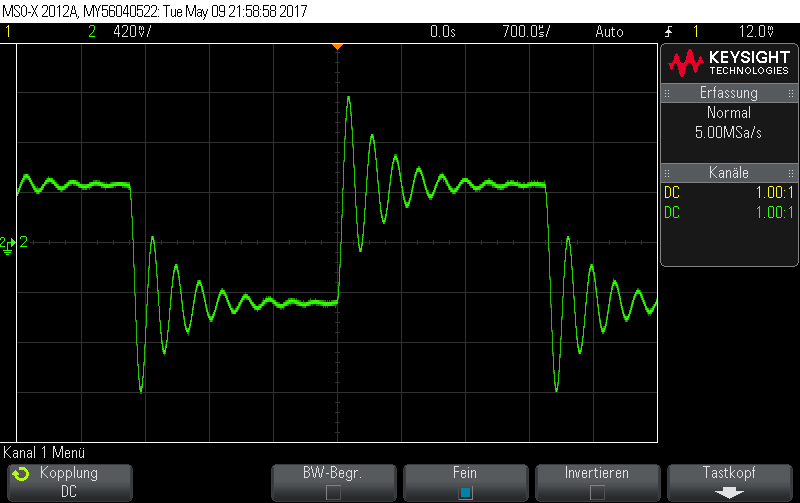 MSO-X 2012A, MY56040522: Tue May 09 21:58:58 2017
1 2 420㎷/ 0.0s 700.0㎲/ Auto 1 12.0㎷
KEYSIGHT
TECHNOLOGIES
Erfassung
Normal
5.00MSa/s
Kanäle
DC 1.00:1
DC 1.00:1
2 2
Kanal 1 Menü
Kopplung
DC
BW-Begr.
Fein
Invertieren
Tastkopf